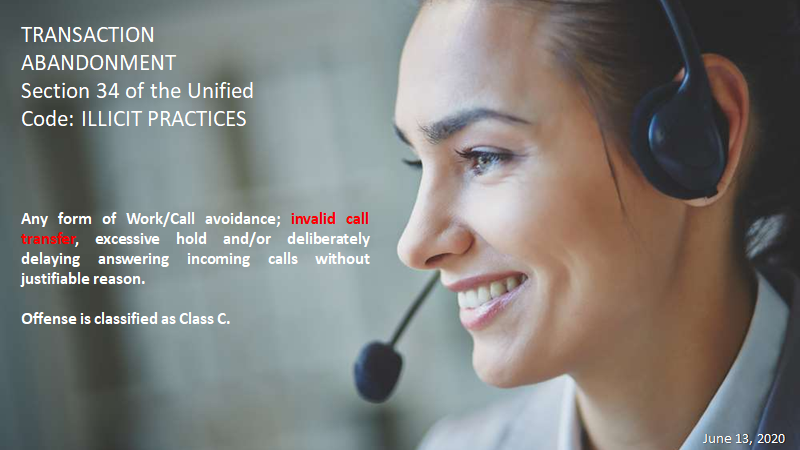 TRANSACTION
ABANDONMENT
Section 34 of the Unified
Code: ILLICIT PRACTICES
Any form of Work/Call avoidance; invalid call
transfer, excessive hold and/or deliberately
delaying answering incoming calls without
justifiable reason.
Offense is classified as Class C.
June 13, 2020